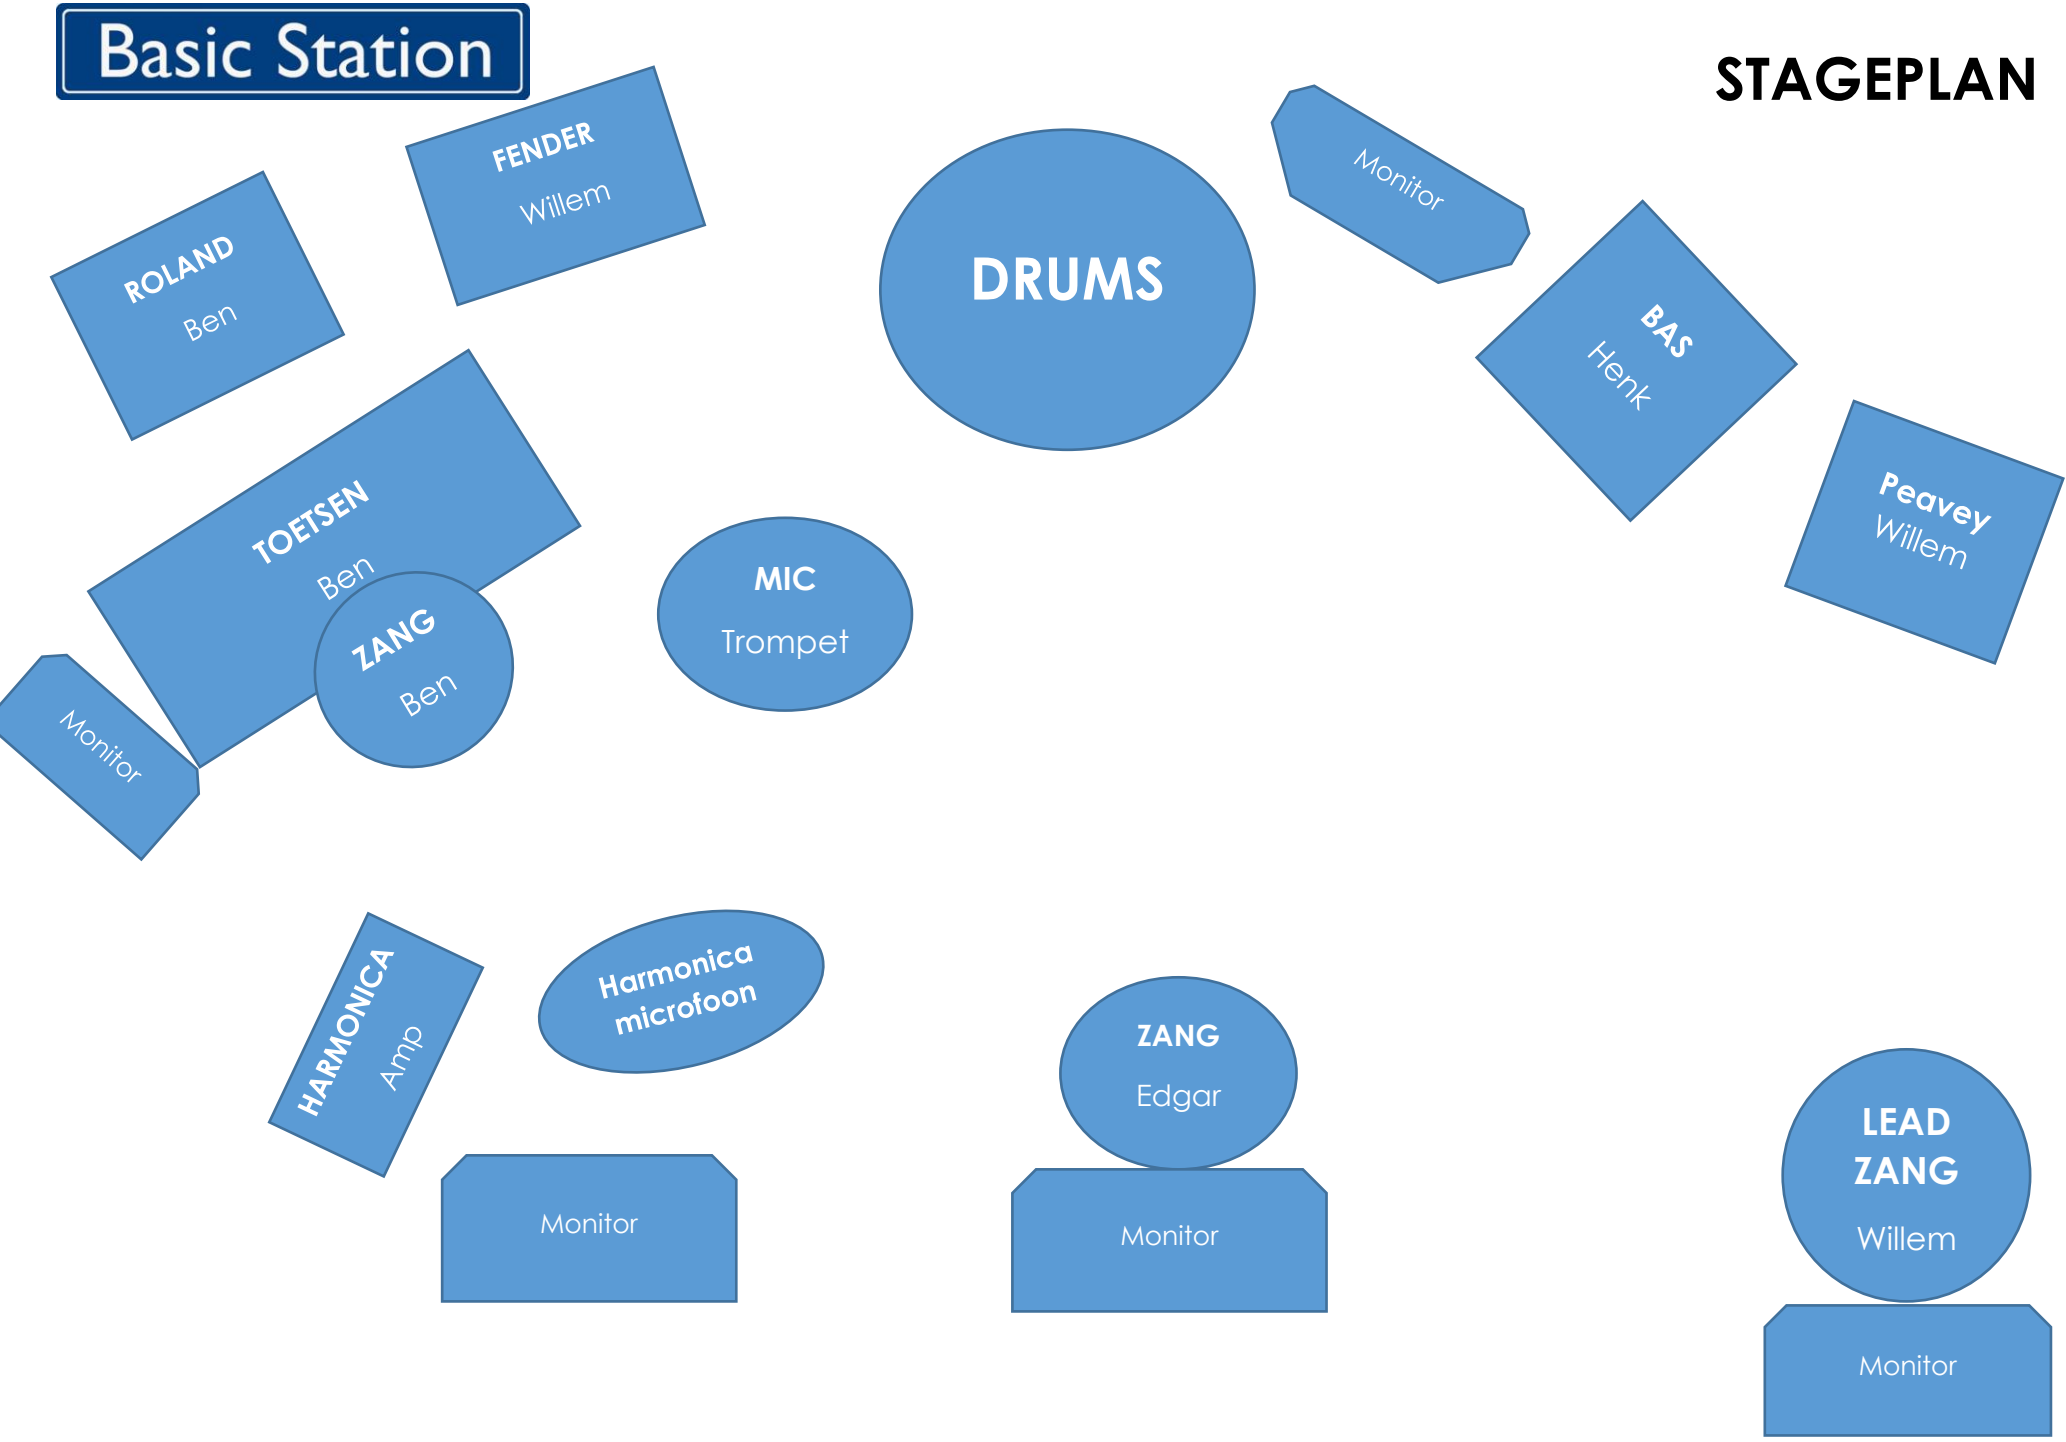 Basic Station
STAGEPLAN
FENDER
Willem
ROLAND
Ben
DRUMS
Monitor
BAS
Henk
Peavey
Willem
TOETSEN
Ben
ZANG
Ben
MIC
Trompet
Monitor
HARMONICA
Amp
Harmonica
microfoon
Monitor
ZANG
Edgar
Monitor
LEAD
ZANG
Willem
Monitor